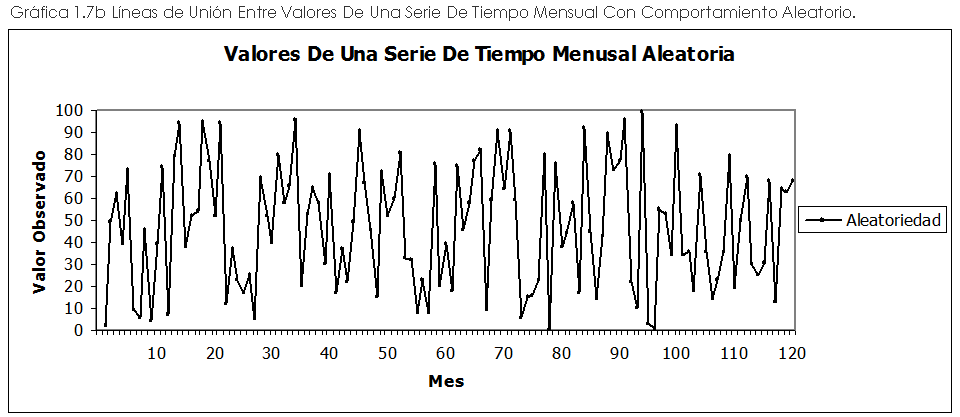 Gráfica 1.7b Líneas de Unión Entre Valores De Una Serie De Tiempo Mensual Con Comportamiento Aleatorio.
Valores De Una Serie De Tiempo Menusal Aleatoria
100
90
80
70
60
50
40
30
20
10
0
Valor Observado
10 20 30 40 50 60 70 80 90 100 110 120
Mes
Aleatoriedad